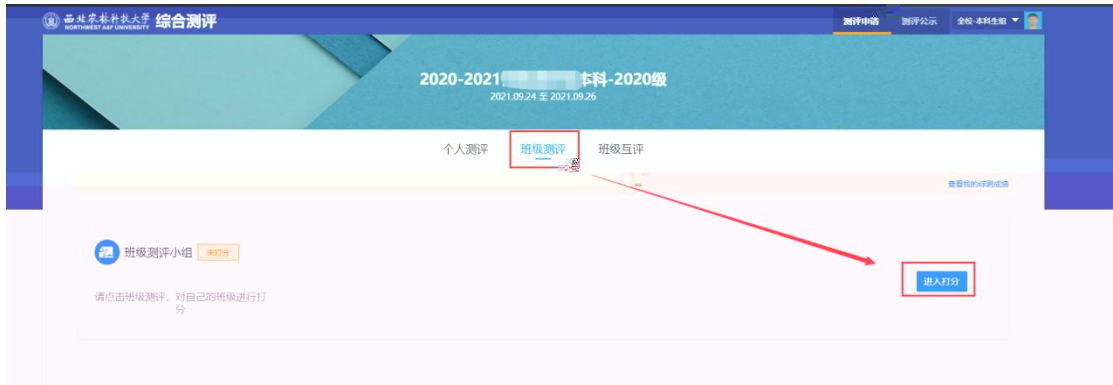 西北农林科技大学 综合测评
NORTHWEST A&F UNIVERSITY
测评申请 测评公示 全校-本科生组
2020-2021 本科-2020级
2021.09.24 至 2021.09.26
个人测评 班级测评 班级互评
查看我的综测成绩
班级测评小组 未打分
进入打分
请点击班级测评，对自己的班级进行打
分